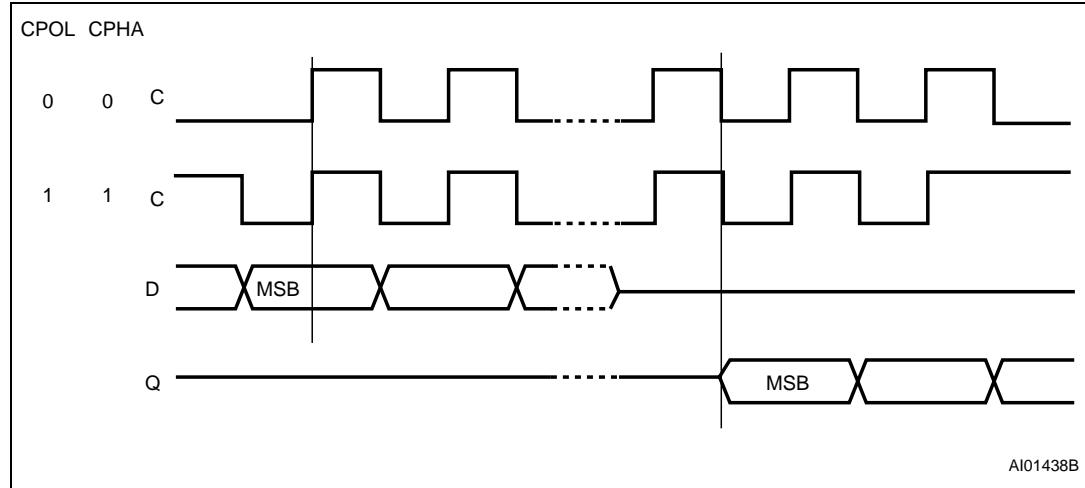 CPOL CPHA
0 0 C
1 1 C
D MSB
Q MSB
AI01438B